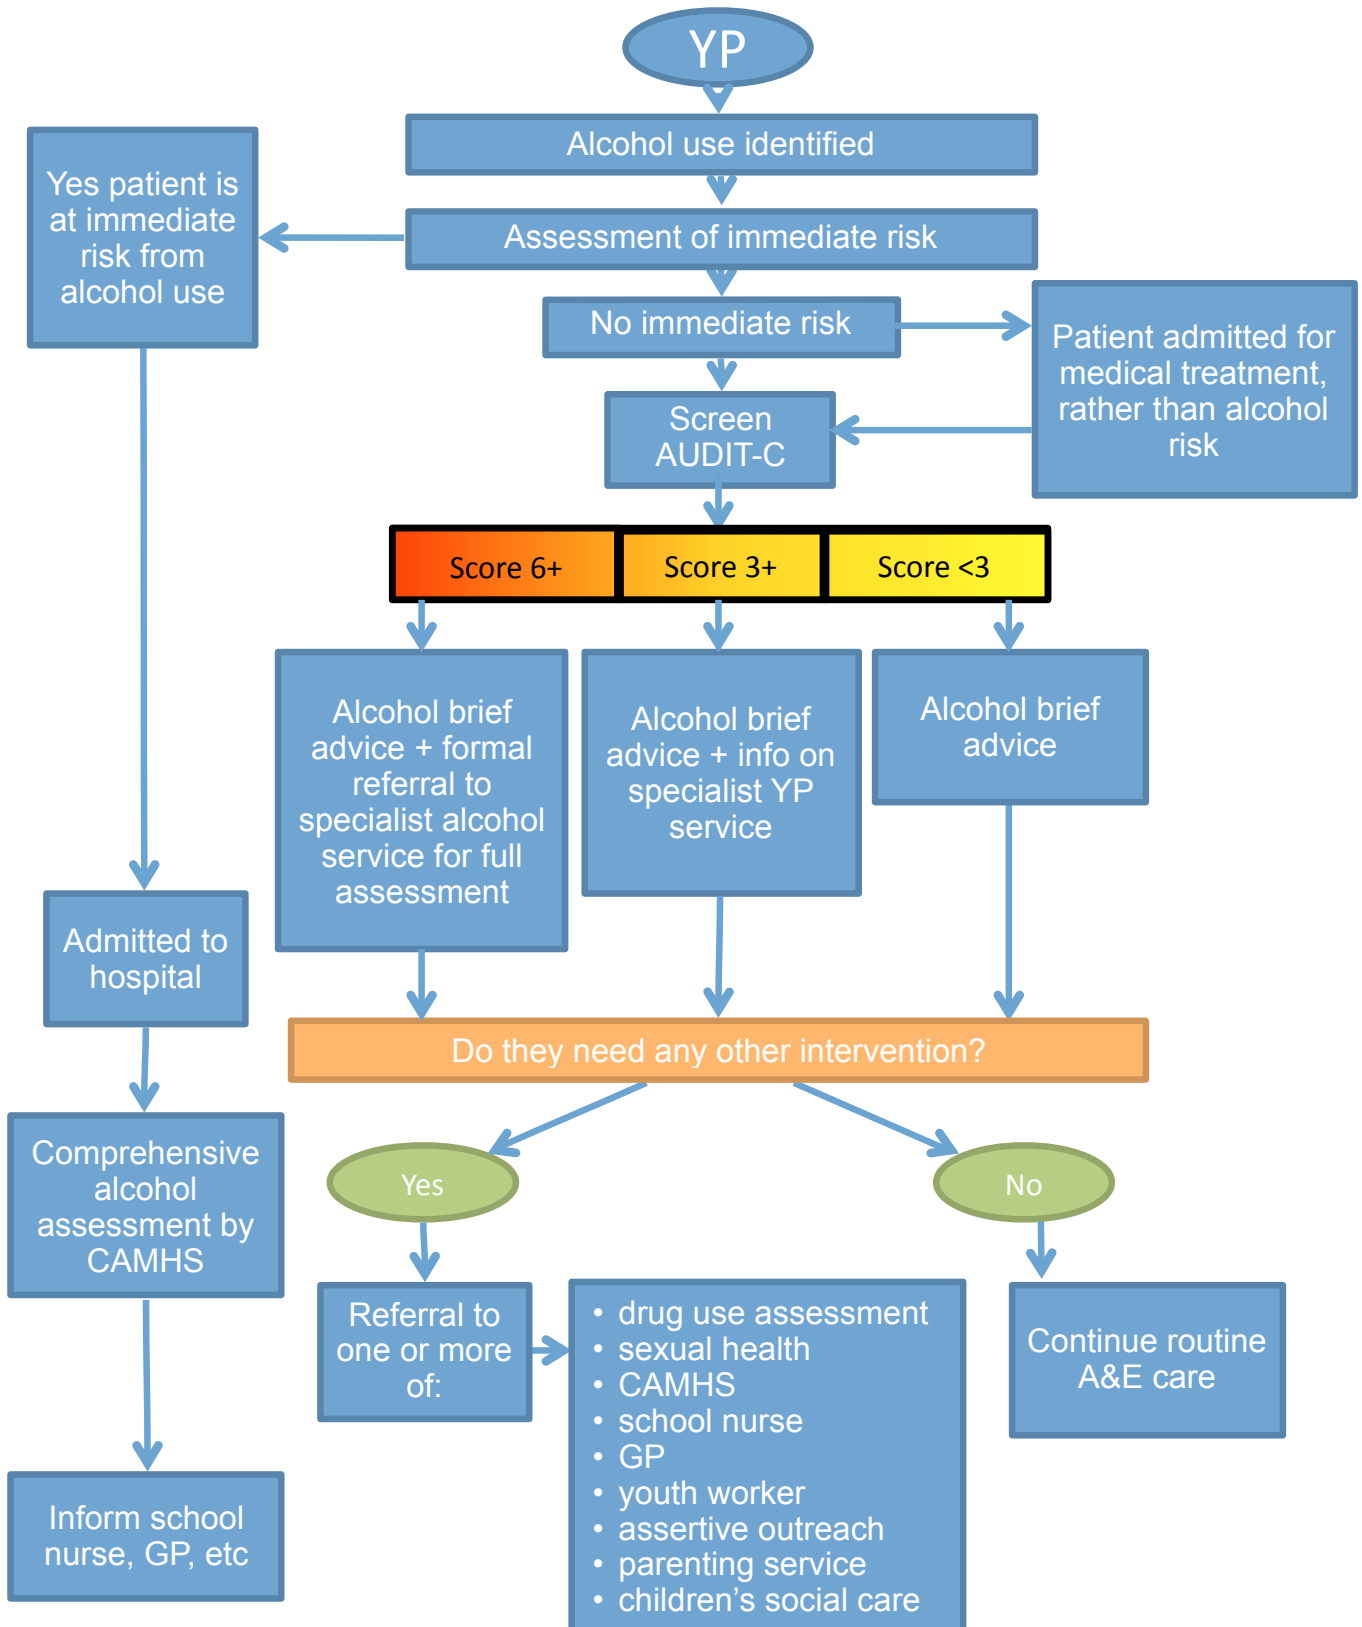 YP
Alcohol use identified
Yes patient is
at immediate
risk from
alcohol use
Assessment of immediate risk
No immediate risk
Patient admitted for
medical treatment,
rather than alcohol
risk
Screen
AUDIT-C
Score 6+
Score 3+
Score <3
Alcohol brief
advice + formal
referral to
specialist alcohol
service for full
assessment
Alcohol brief
advice + info on
specialist YP
service
Alcohol brief
advice
Admitted to
hospital
Do they need any other intervention?
Comprehensive
alcohol
assessment by
CAMHS
Yes
No
Referral to
one or more
of:
• drug use assessment
• sexual health
• CAMHS
• school nurse
• GP
• youth worker
• assertive outreach
• parenting service
• children’s social care
Continue routine
A&E care
Inform school
nurse, GP, etc